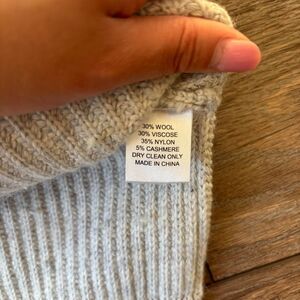 30% WOOL
30% VISCOSE
35% NYLON
5% CASHMERE
DRY CLEAN ONLY
MADE IN CHINA